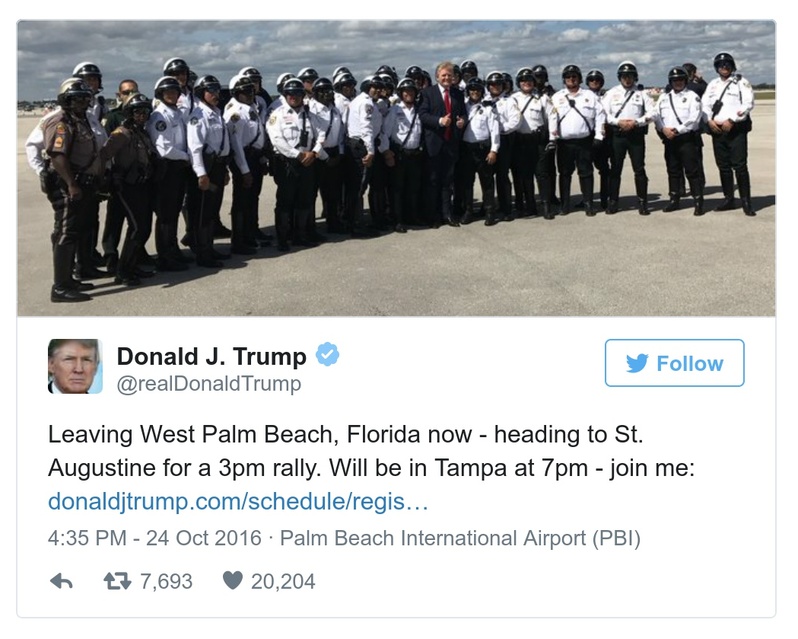 Donald J. Trump
@realDonaldTrump
Follow
Leaving West Palm Beach, Florida now - heading to St.
Augustine for a 3pm rally. Will be in Tampa at 7pm - join me:
donaldjtrump.com/schedule/regis…
4:35 PM - 24 Oct 2016 · Palm Beach International Airport (PBI)
7,693 20,204